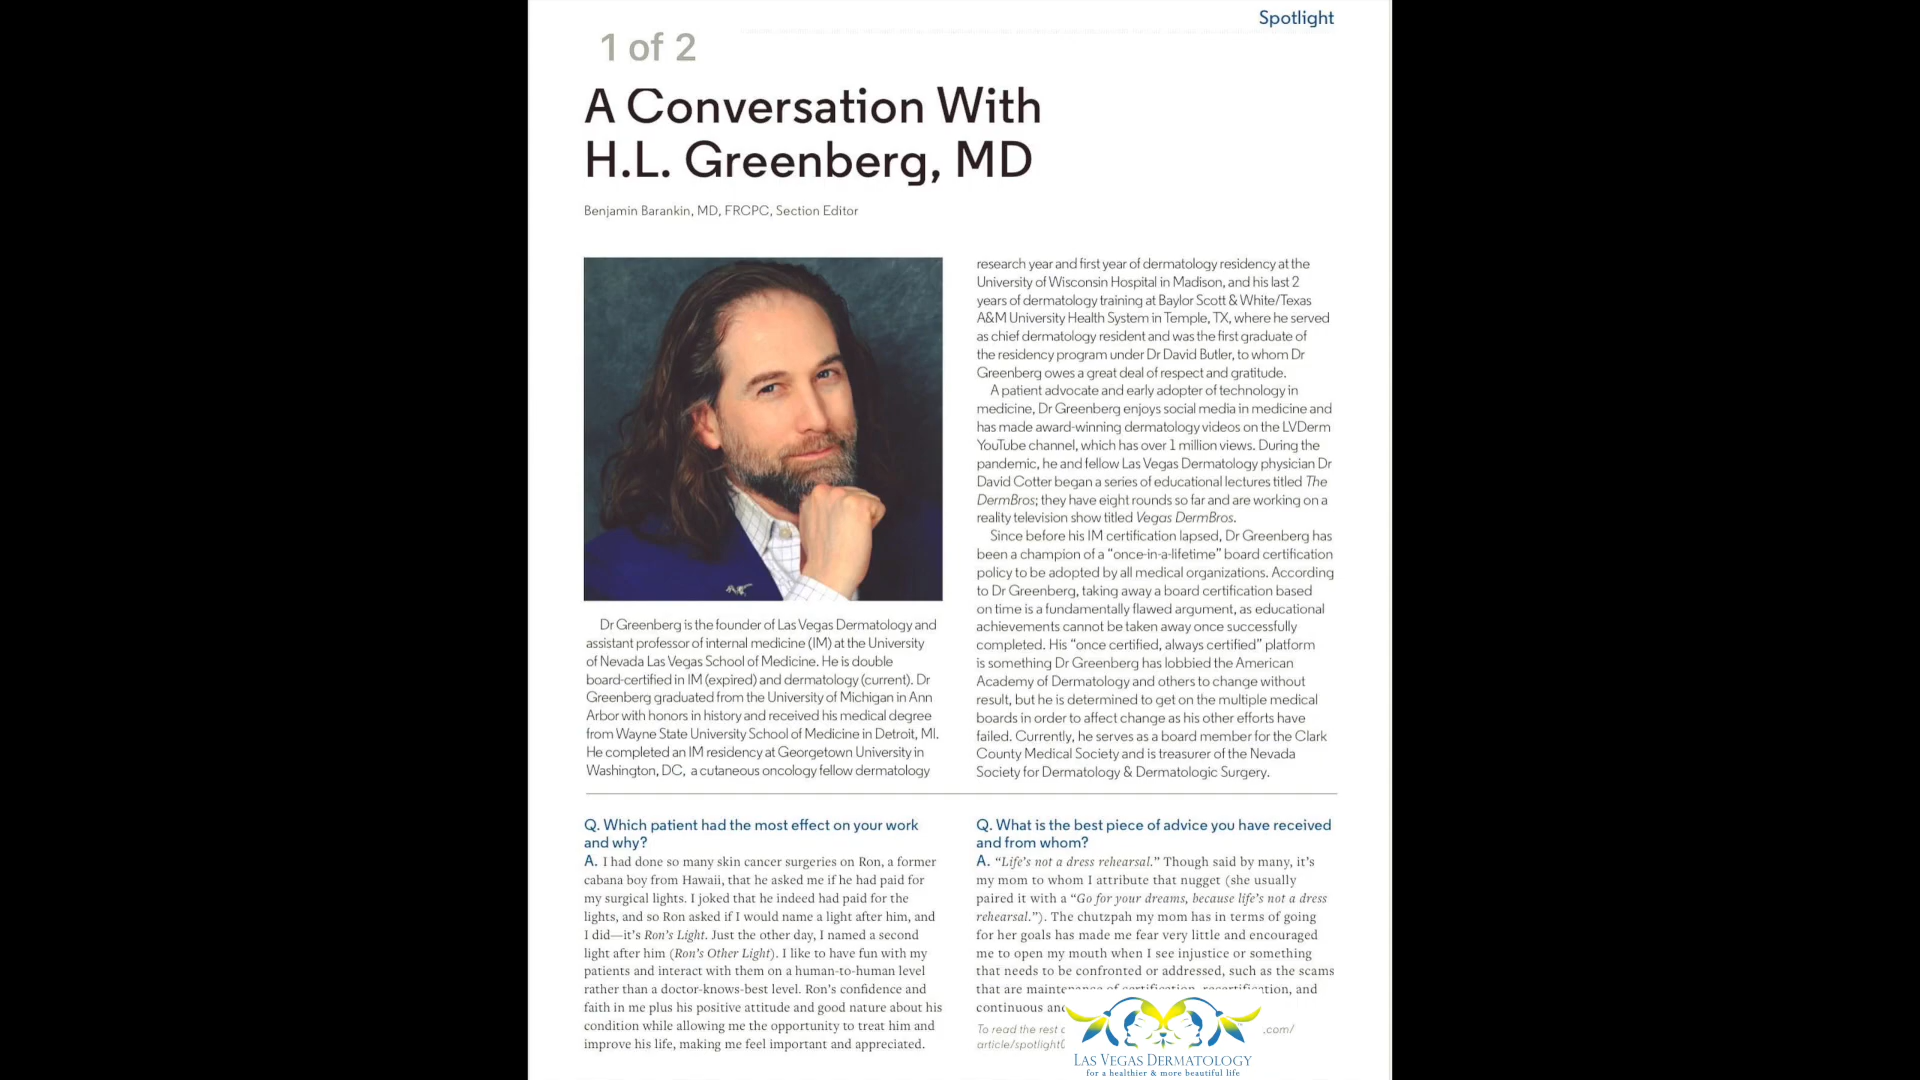 Spotlight
1 of 2
A Conversation With
H.L. Greenberg, MD
Benjamin Barankin, MD, FRCPC, Section Editor
Dr Greenberg is the founder of Las Vegas Dermatology and
assistant professor of internal medicine (IM) at the University
of Nevada Las Vegas School of Medicine. He is double
board-certified in IM (expired) and dermatology (current). Dr
Greenberg graduated from the University of Michigan in Ann
Arbor with honors in history and received his medical degree
from Wayne State University School of Medicine in Detroit, MI.
He completed an IM residency at Georgetown University in
Washington, DC, a cutaneous oncology fellow dermatology
research year and first year of dermatology residency at the
University of Wisconsin Hospital in Madison, and his last 2
years of dermatology training at Baylor Scott & White/Texas
A&M University Health System in Temple, TX, where he served
as chief dermatology resident and was the first graduate of
the residency program under Dr David Butler, to whom Dr
Greenberg owes a great deal of respect and gratitude.
A patient advocate and early adopter of technology in
medicine, Dr Greenberg enjoys social media in medicine and
has made award-winning dermatology videos on the LVDerm
YouTube channel, which has over 1 million views. During the
pandemic, he and fellow Las Vegas Dermatology physician Dr
David Cotter began a series of educational lectures titled The
DermBros; they have eight rounds so far and are working on a
reality television show titled Vegas DermBros.
Since before his IM certification lapsed, Dr Greenberg has
been a champion of a “once-in-a-lifetime” board certification
policy to be adopted by all medical organizations. According
to Dr Greenberg, taking away a board certification based
on time is a fundamentally flawed argument, as educational
achievements cannot be taken away once successfully
completed. His “once certified, always certified” platform
is something Dr Greenberg has lobbied the American
Academy of Dermatology and others to change without
result, but he is determined to get on the multiple medical
boards in order to affect change as his other efforts have
failed. Currently, he serves as a board member for the Clark
County Medical Society and is treasurer of the Nevada
Society for Dermatology & Dermatologic Surgery.
Q. Which patient had the most effect on your work
and why?
A. I had done so many skin cancer surgeries on Ron, a former
cabana boy from Hawaii, that he asked me if he had paid for
my surgical lights. I joked that he indeed had paid for the
lights, and so Ron asked if I would name a light after him, and
I did—it’s Ron’s Light. Just the other day, I named a second
light after him (Ron’s Other Light). I like to have fun with my
patients and interact with them on a human-to-human level
rather than a doctor-knows-best level. Ron’s confidence and
faith in me plus his positive attitude and good nature about his
condition while allowing me the opportunity to treat him and
improve his life, making me feel important and appreciated.
Q. What is the best piece of advice you have received
and from whom?
A. “Life’s not a dress rehearsal.” Though said by many, it’s
my mom to whom I attribute that nugget (she usually
paired it with a “Go for your dreams, because life’s not a dress
rehearsal.”). The chutzpah my mom has in terms of going
for her goals has made me fear very little and encouraged
me to open my mouth when I see injustice or something
that needs to be confronted or addressed, such as the scams
that are maintenance of certification, recertification, and
continuous
To read the rest .com/
article/spotlight
LAS VEGAS DERMATOLOGY
for a healthier & more beautiful life